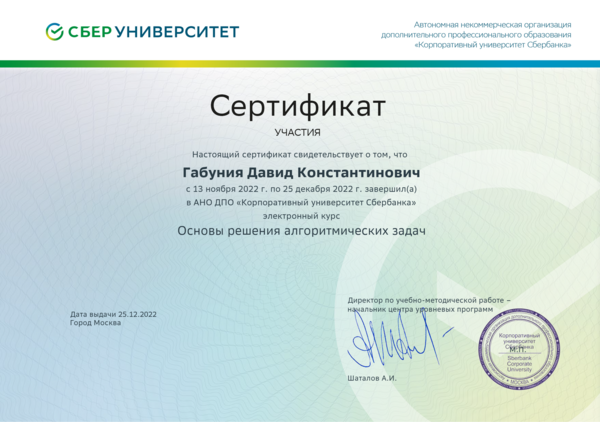 СБЕР УНИВЕРСИТЕТ
Автономная некоммерческая организация
дополнительного профессионального образования
«Корпоративный университет Сбербанка»
Сертификат
УЧАСТИЯ
Настоящий сертификат свидетельствует о том, что
Габуния Давид Константинович
с 13 ноября 2022 г. по 25 декабря 2022 г. завершил(а)
в АНО ДПО «Корпоративный университет Сбербанка»
электронный курс
Основы решения алгоритмических задач
Дата выдачи 25.12.2022
Город Москва
Директор по учебно-методической работе –
начальник центра уровневых программ
Шаталов А.И.
Корпоративный
университет
Сбербанка
М.П.
Sberbank
Corporate
University
МОСКВА